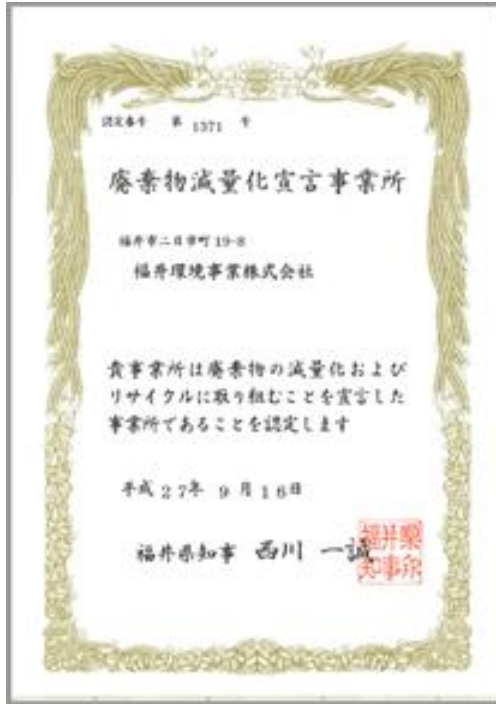 認定番号 第 1371 号
廃棄物減量化宣言事業所
福井市二日市町 19-8
福井環境事業株式会社
貴事業所は廃棄物の減量化および
リサイクルに取り組むことを宣言した
事業所であることを認定します
平成 27年 9 月 16日
福井県知事 西川 一誠
福井県
知事印